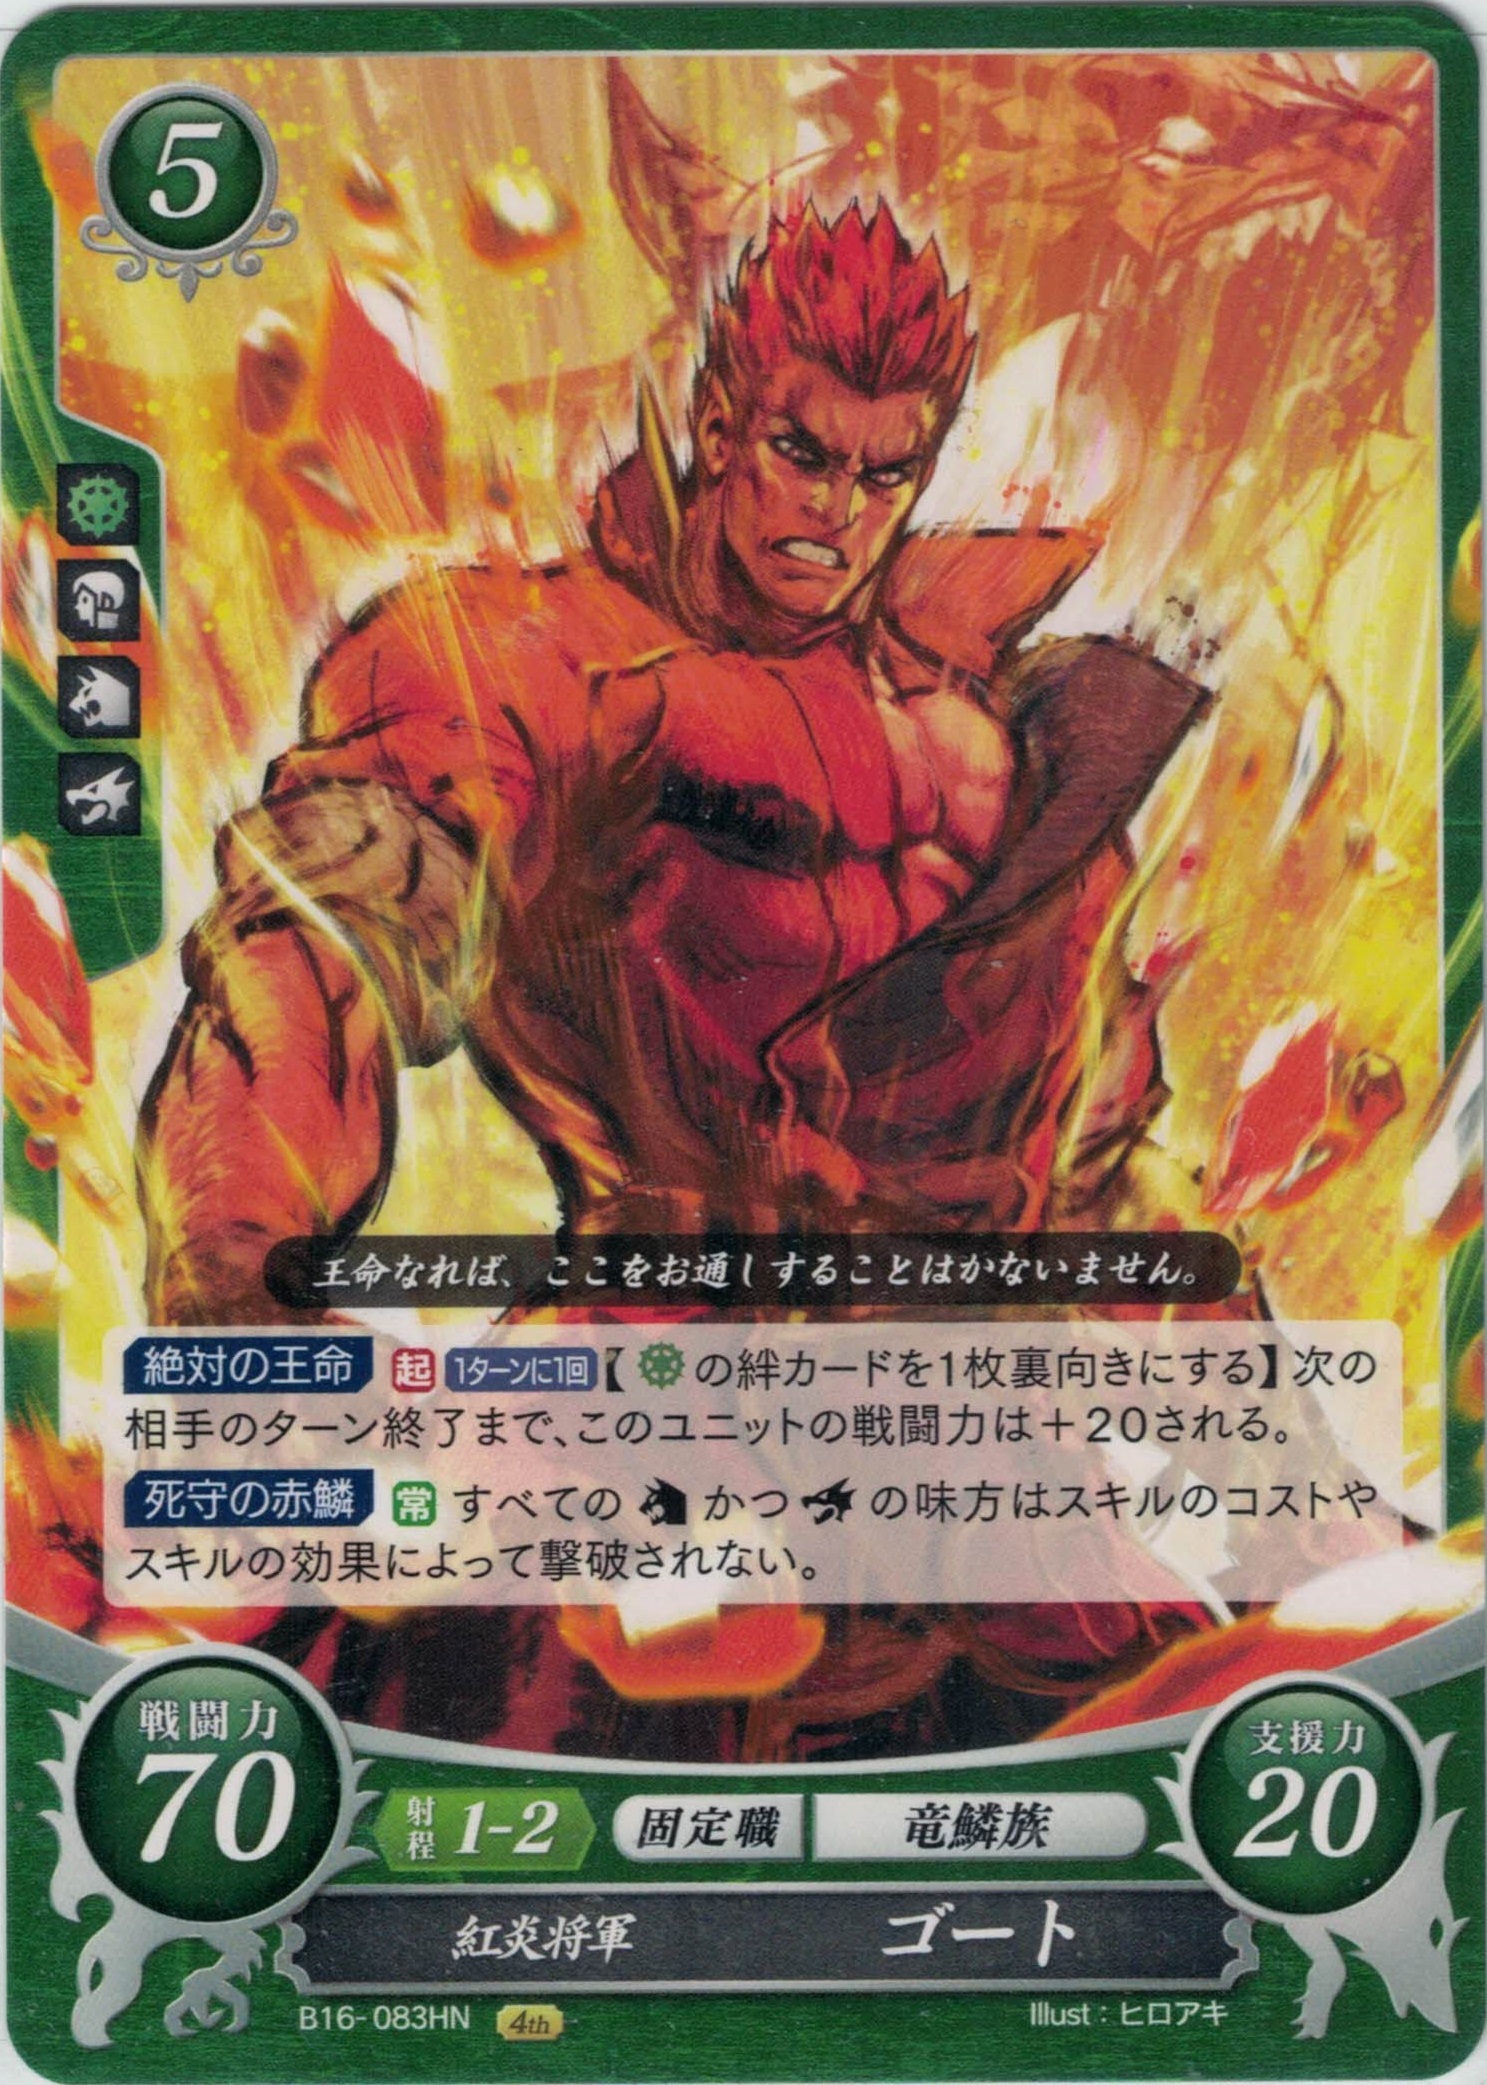 5
王命なれば、ここをお通しすることはかないません。
絶対の王命 起 1ターンに1回【の絆カードを1枚裏向きにする】次の
相手のターン終了まで、このユニットの戦闘力は＋20される。
死守の赤鱗 常 すべての かつ の味方はスキルのコストや
スキルの効果によって撃破されない。
戦闘力
70
射程 1-2
固定職 竜鱗族
支援力
20
紅炎将軍 ゴート
B16-083HN 4th
Illust：ヒロアキ